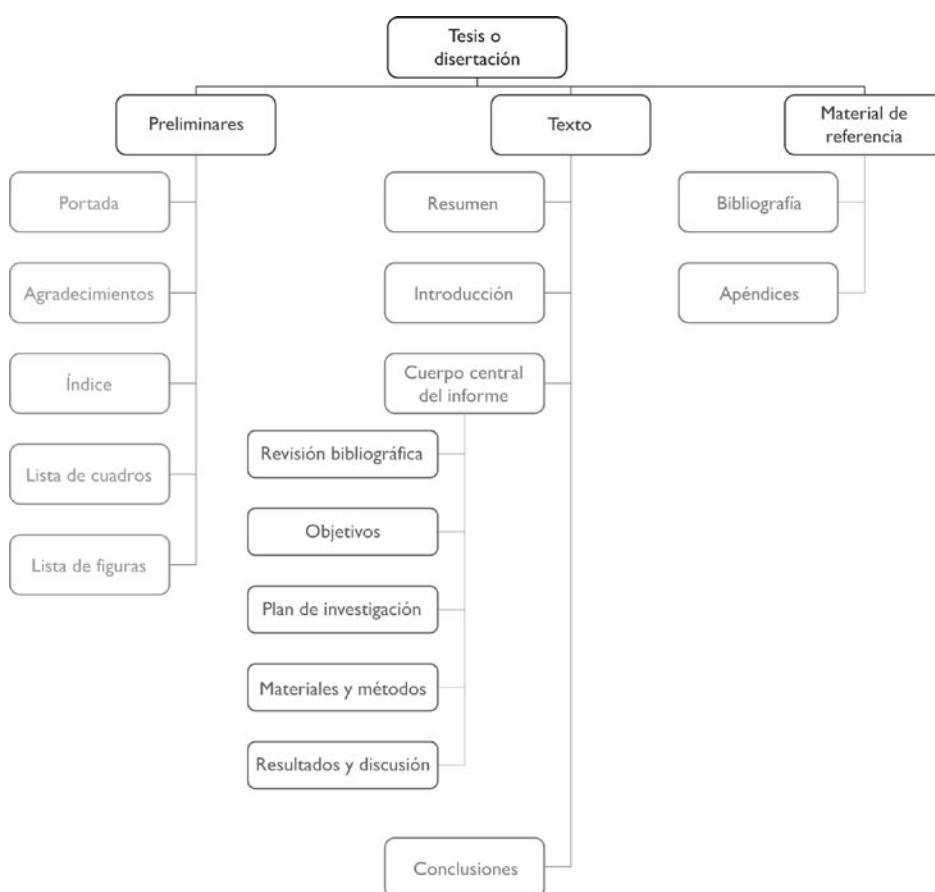 Tesis o
disertación
Preliminares
Texto
Material de
referencia
Portada
Agradecimientos
Índice
Lista de cuadros
Lista de figuras
Resumen
Introducción
Cuerpo central
del informe
Revisión bibliográfica
Objetivos
Plan de investigación
Materiales y métodos
Resultados y discusión
Conclusiones
Bibliografía
Apéndices